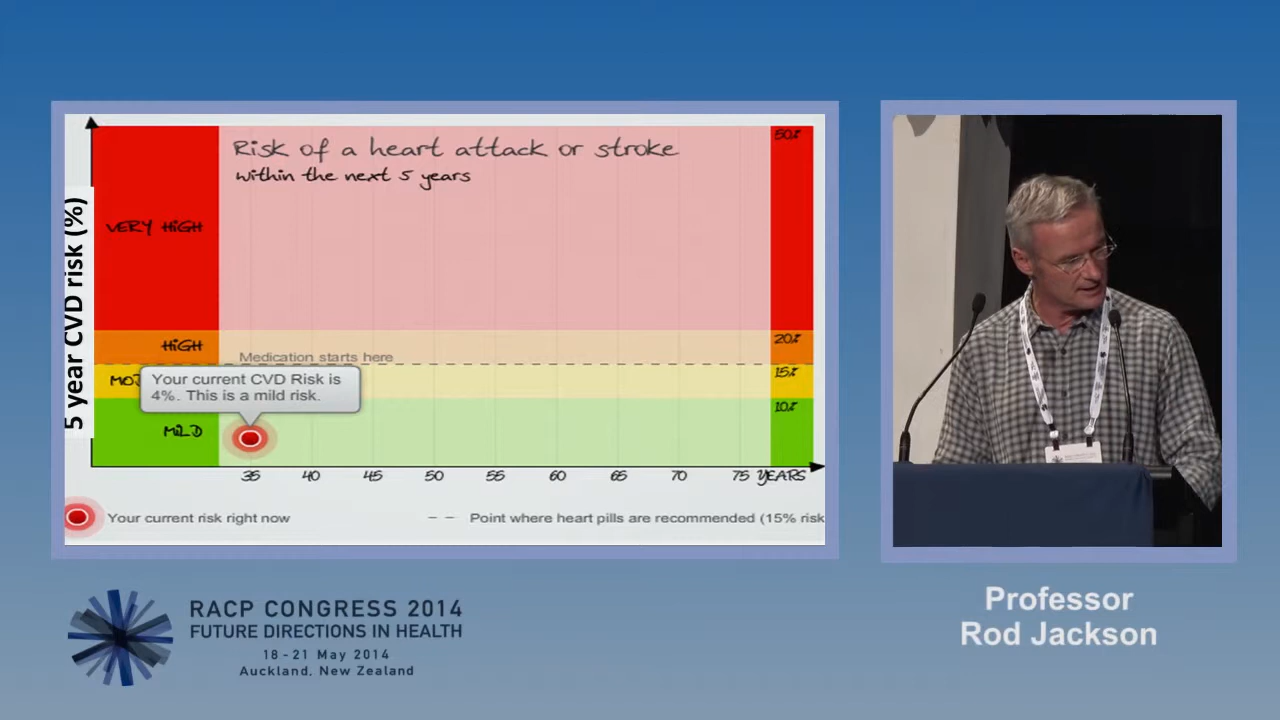 Risk of a heart attack or stroke
within the next 5 years
50%
5 year CVD risk (%)
VERY HIGH
HIGH
20%
Medication starts here
15%
Your current CVD Risk is
4%. This is a mild risk.
10%
MILD
35 40 45 50 55 60 65 70 75 YEARS
Your current risk right now
Point where heart pills are recommended (15% risk
RACP CONGRESS 2014
FUTURE DIRECTIONS IN HEALTH
18-21 May 2014
Auckland, New Zealand
Professor
Rod Jackson